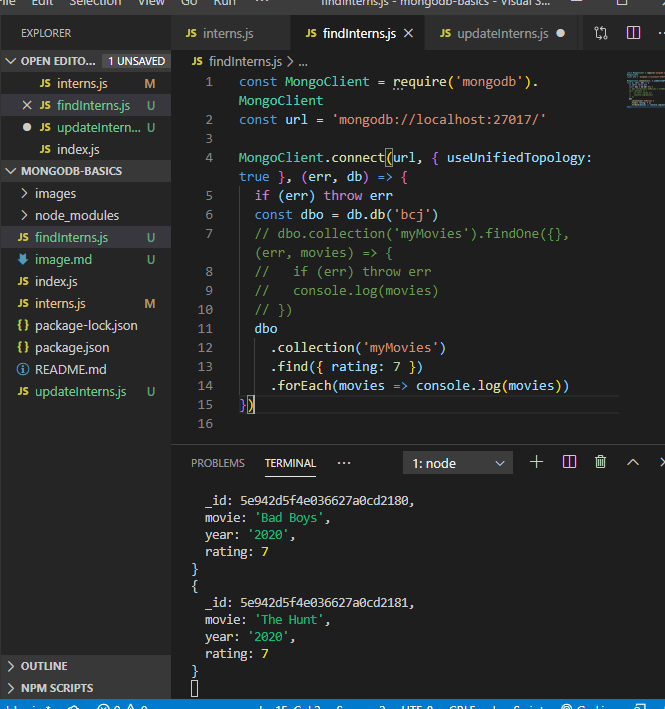 File Edit Selection View Go Run ... findInterns.js - mongodb-basics - Visual S...
EXPLORER
OPEN EDITO... 1 UNSAVED
JS interns.js M
JS findInterns.js U
JS updateIntern... U
JS index.js
MONGODB-BASICS
images
node_modules
JS findInterns.js U
image.md U
JS index.js
JS interns.js M
{} package-lock.json
{} package.json
README.md
JS updateInterns.js U
OUTLINE
NPM SCRIPTS
JS interns.js JS findInterns.js JS updateInterns.js
JS findInterns.js > ...
1 const MongoClient = require('mongodb').
MongoClient
2 const url = 'mongodb://localhost:27017/'
3
4 MongoClient.connect(url, { useUnifiedTopology:
true }, (err, db) => {
5 if (err) throw err
6 const dbo = db.db('bcj')
7 // dbo.collection('myMovies').findOne({},
(err, movies) => {
8 //   if (err) throw err
9 //   console.log(movies)
10 // })
11 dbo
12 .collection('myMovies')
13 .find({ rating: 7 })
14 .forEach(movies => console.log(movies))
15 })
16
PROBLEMS TERMINAL ... 1: node
_id: 5e942d5f4e036627a0cd2180,
movie: 'Bad Boys',
year: '2020',
rating: 7
}
{
_id: 5e942d5f4e036627a0cd2181,
movie: 'The Hunt',
year: '2020',
rating: 7
}